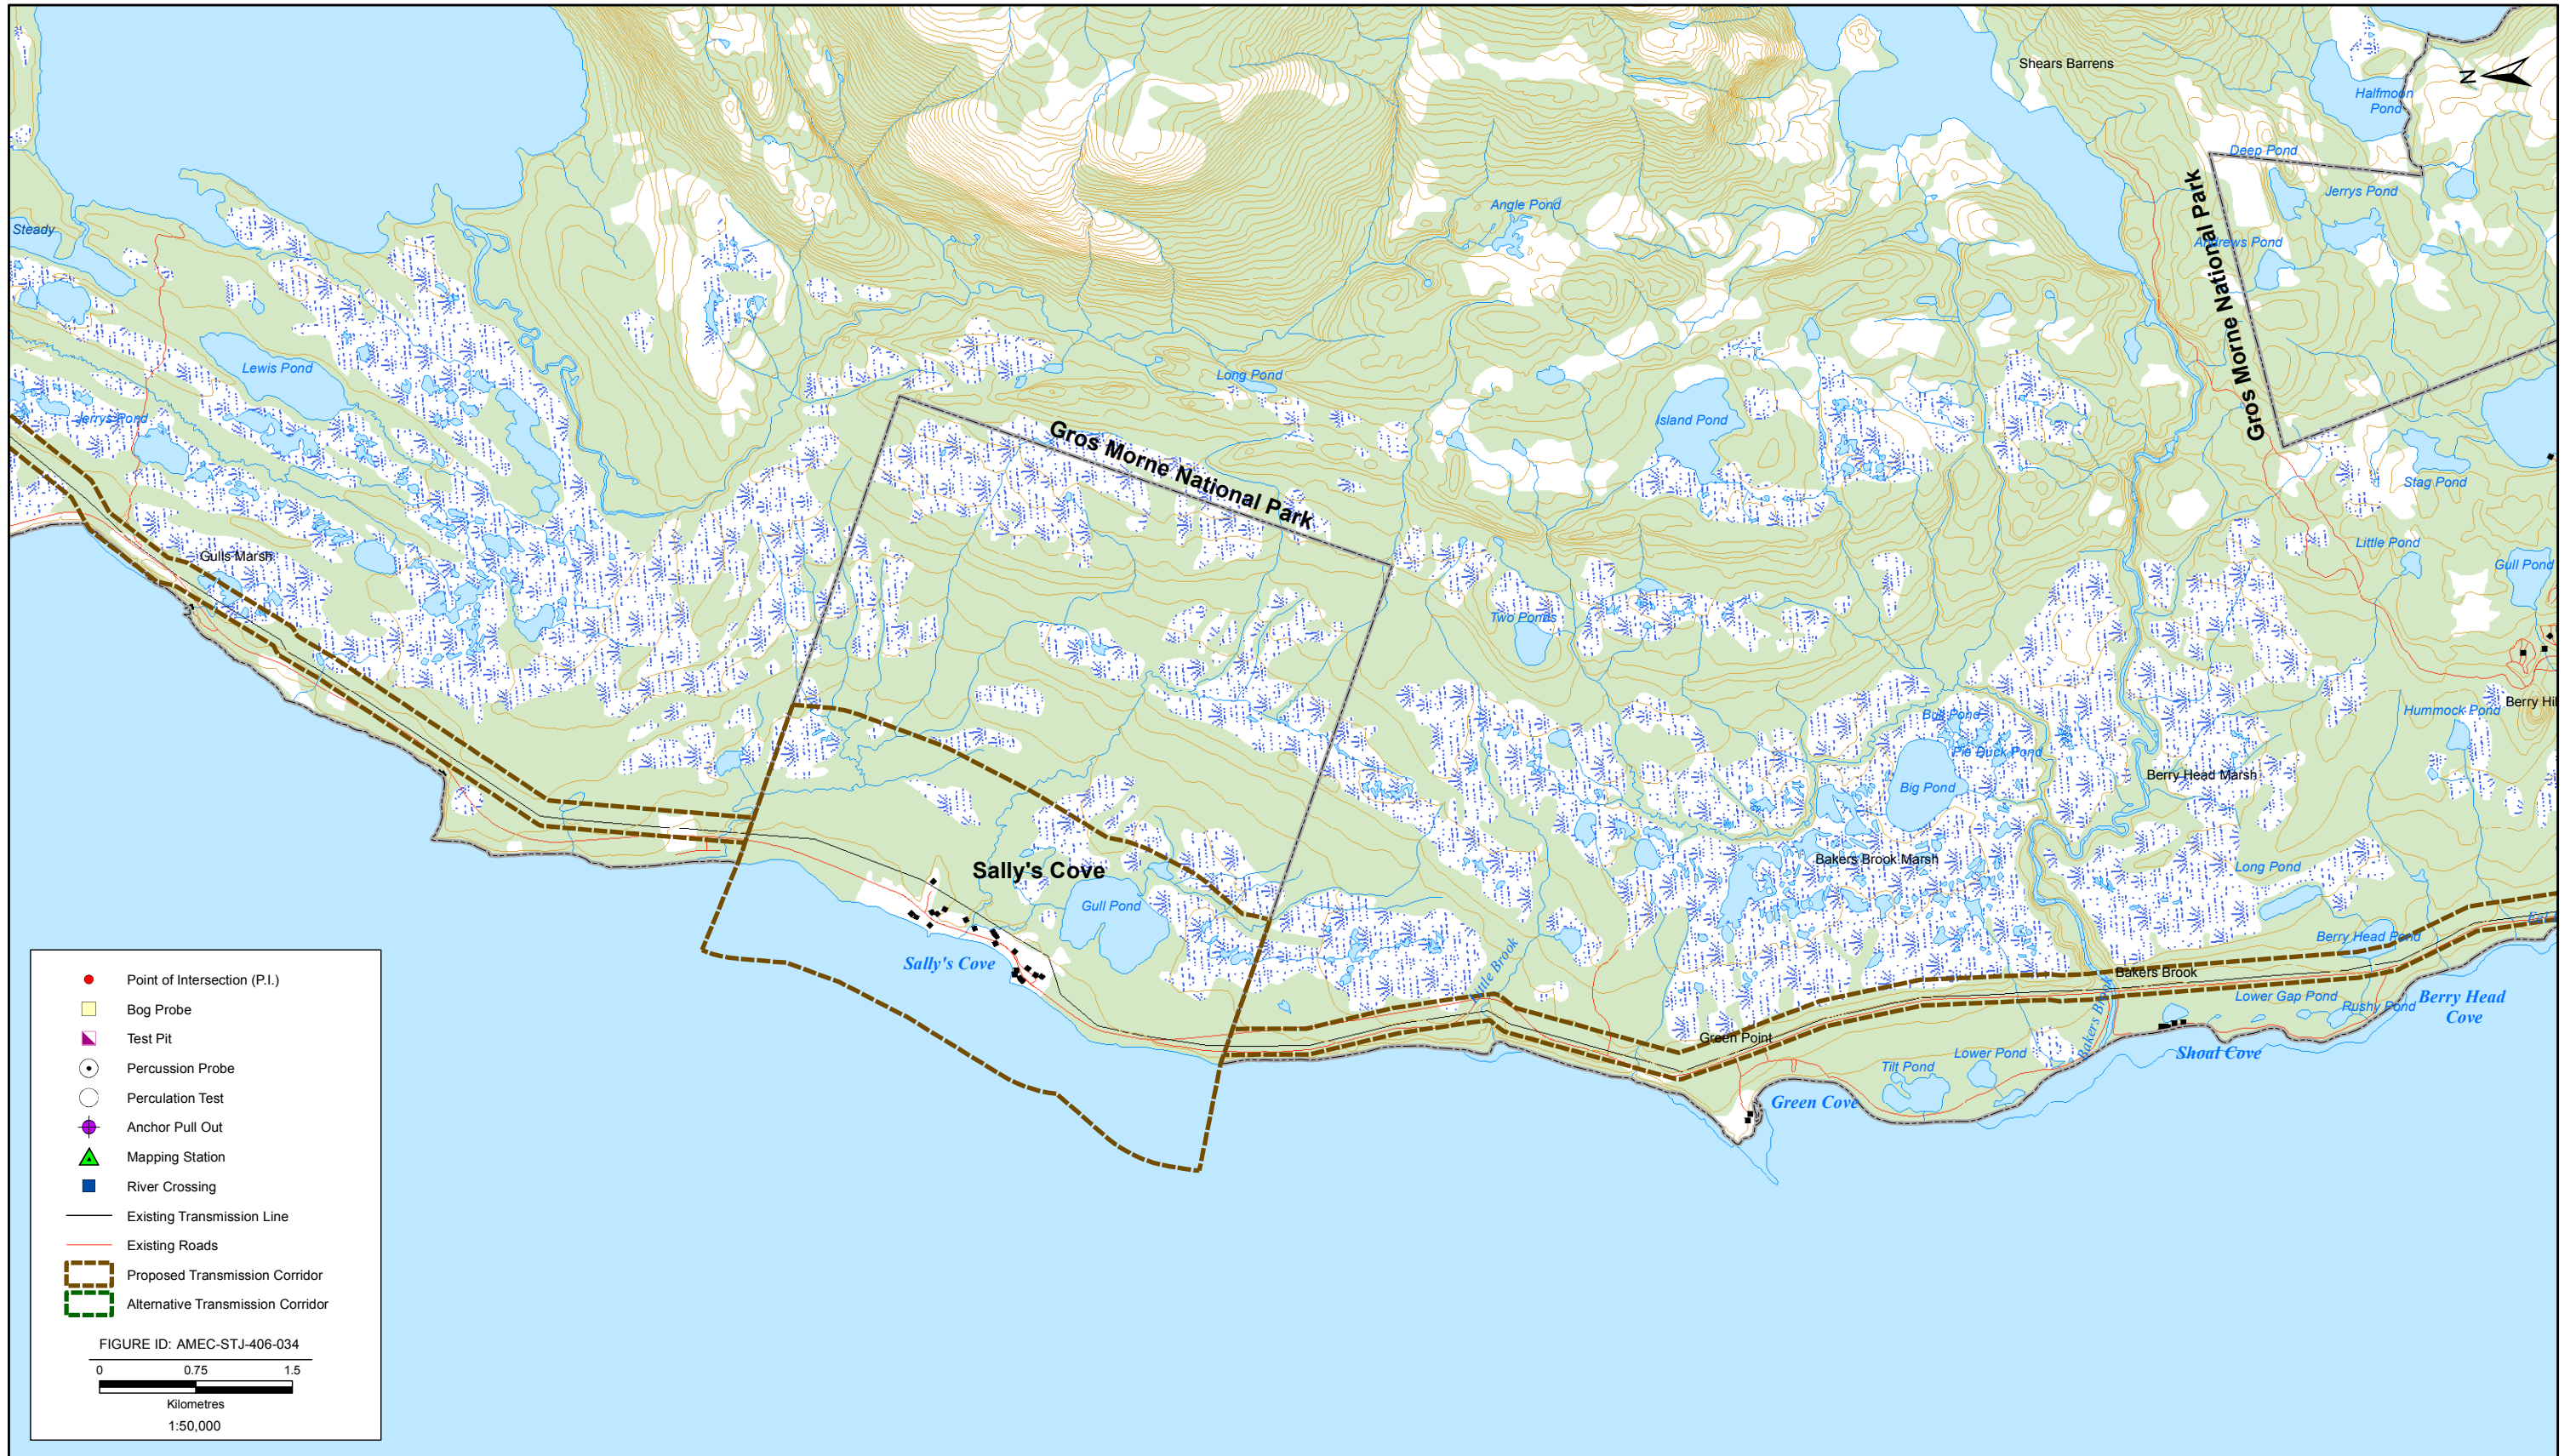 Shears Barrens
N
Halfmoon
Pond
Deep Pond
Jerrys Pond
Angle Pond
Steady
Andrews Pond
Gros Morne National Park
Lewis Pond
Long Pond
Jerrys Pond
Island Pond
Gros Morne National Park
Stag Pond
Little Pond
Gulls Marsh
Gull Pond
Two Ponds
Berry Hil
Hummock Pond
Bull Pond
Pie Duck Pond
Berry Head Marsh
Big Pond
Bakers Brook Marsh
Long Pond
Sally's Cove
Gull Pond
Berry Head Pond
Sally's Cove
Little Brook
Bakers Brook
Lower Gap Pond
Rushy Pond
Berry Head
Cove
Bakers Brook
Green Point
Lower Pond
Shoal Cove
Tilt Pond
Green Cove
Point of Intersection (P.I.)
Bog Probe
Test Pit
Percussion Probe
Perculation Test
Anchor Pull Out
Mapping Station
River Crossing
Existing Transmission Line
Existing Roads
Proposed Transmission Corridor
Alternative Transmission Corridor
FIGURE ID: AMEC-STJ-406-034
0 0.75 1.5
Kilometres
1:50,000